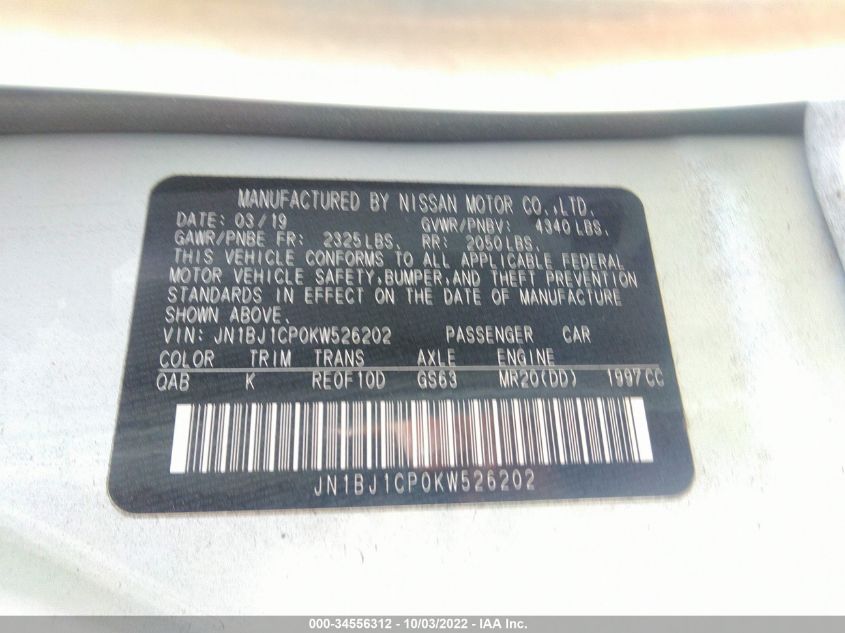 MANUFACTURED BY NISSAN MOTOR CO.,LTD.
DATE: 03/19 GVWR/PNBV: 4340 LBS.
GAWR/PNBE FR: 2325 LBS. RR: 2050 LBS.
THIS VEHICLE CONFORMS TO ALL APPLICABLE FEDERAL
MOTOR VEHICLE SAFETY,BUMPER,AND THEFT PREVENTION
STANDARDS IN EFFECT ON THE DATE OF MANUFACTURE
SHOWN ABOVE.
VIN: JN1BJ1CP0KW526202 PASSENGER CAR
COLOR TRIM TRANS AXLE ENGINE
QAB K RE0F10D GS63 MR20(DD) 1997CC
JN1BJ1CP0KW526202
000-34556312 - 10/03/2022 - IAA Inc.